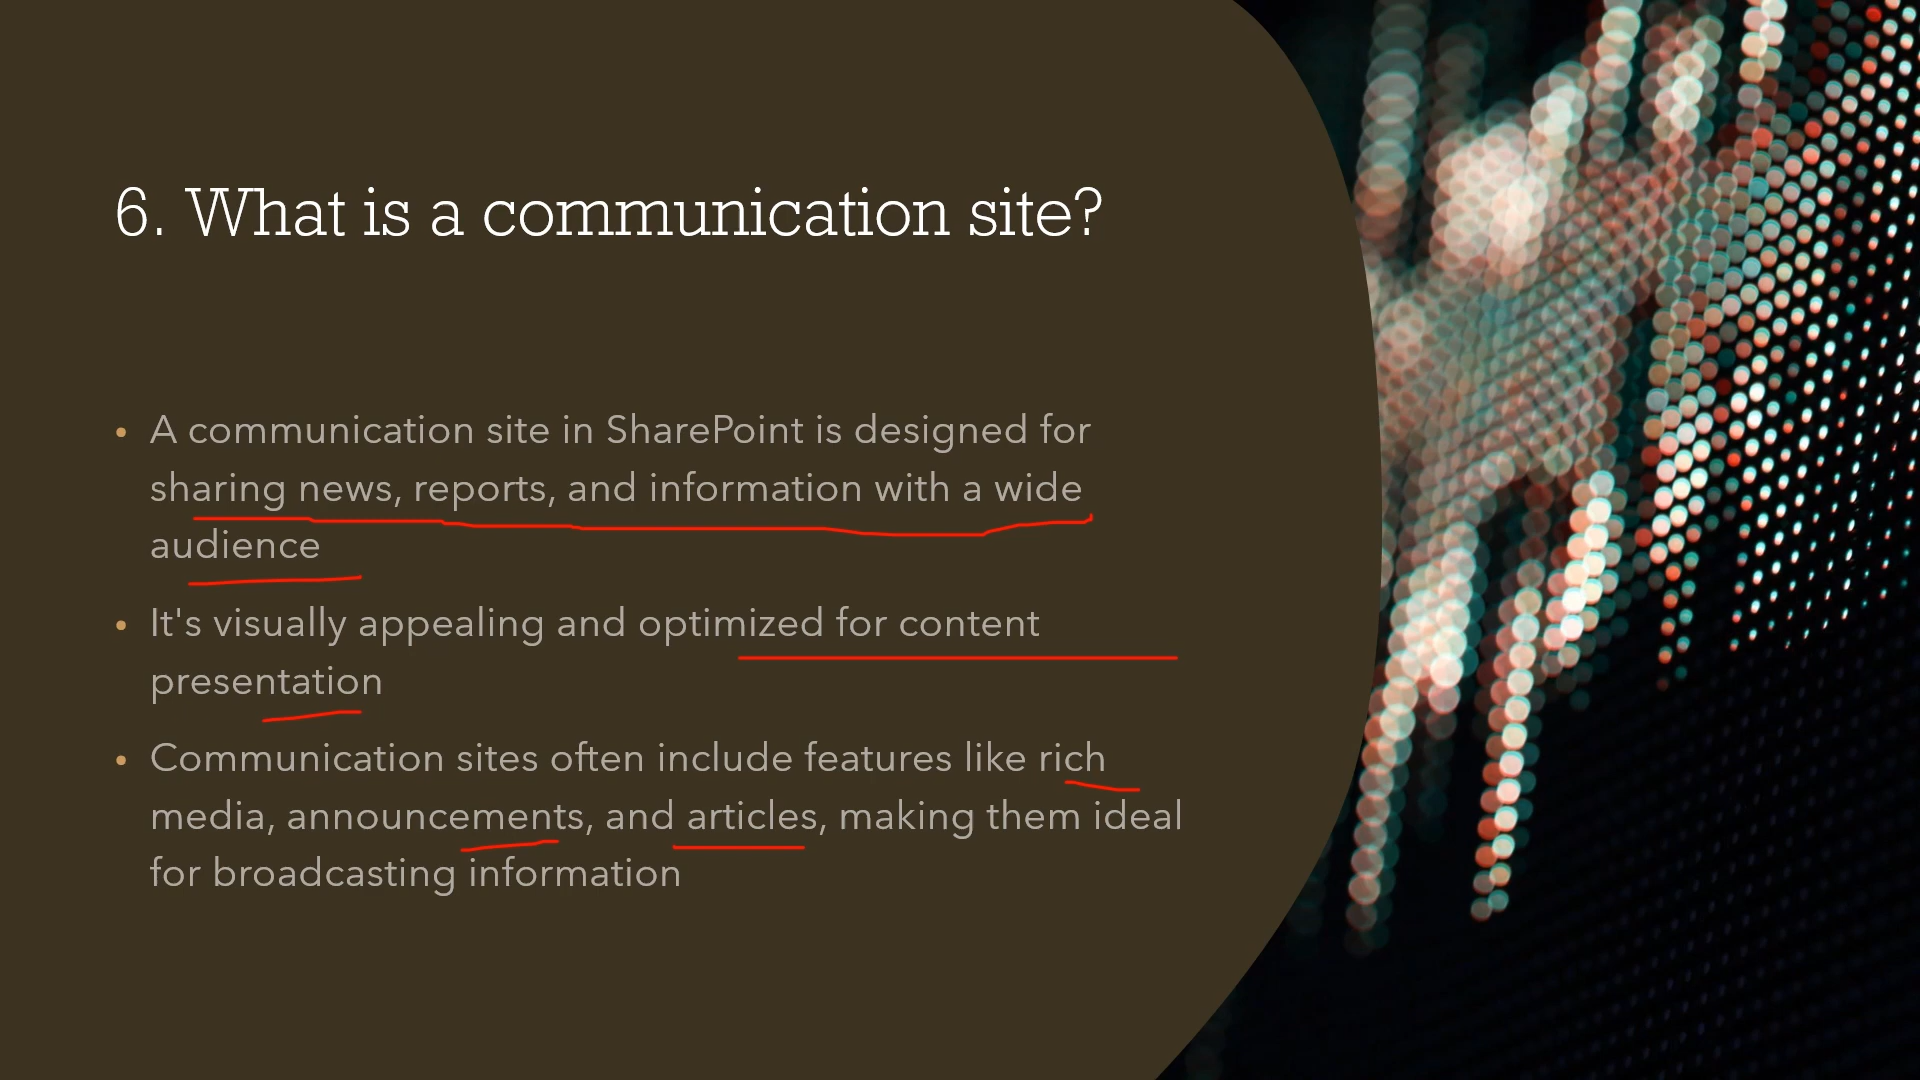 6. What is a communication site?
• A communication site in SharePoint is designed for
sharing news, reports, and information with a wide
audience
• It's visually appealing and optimized for content
presentation
• Communication sites often include features like rich
media, announcements, and articles, making them ideal
for broadcasting information